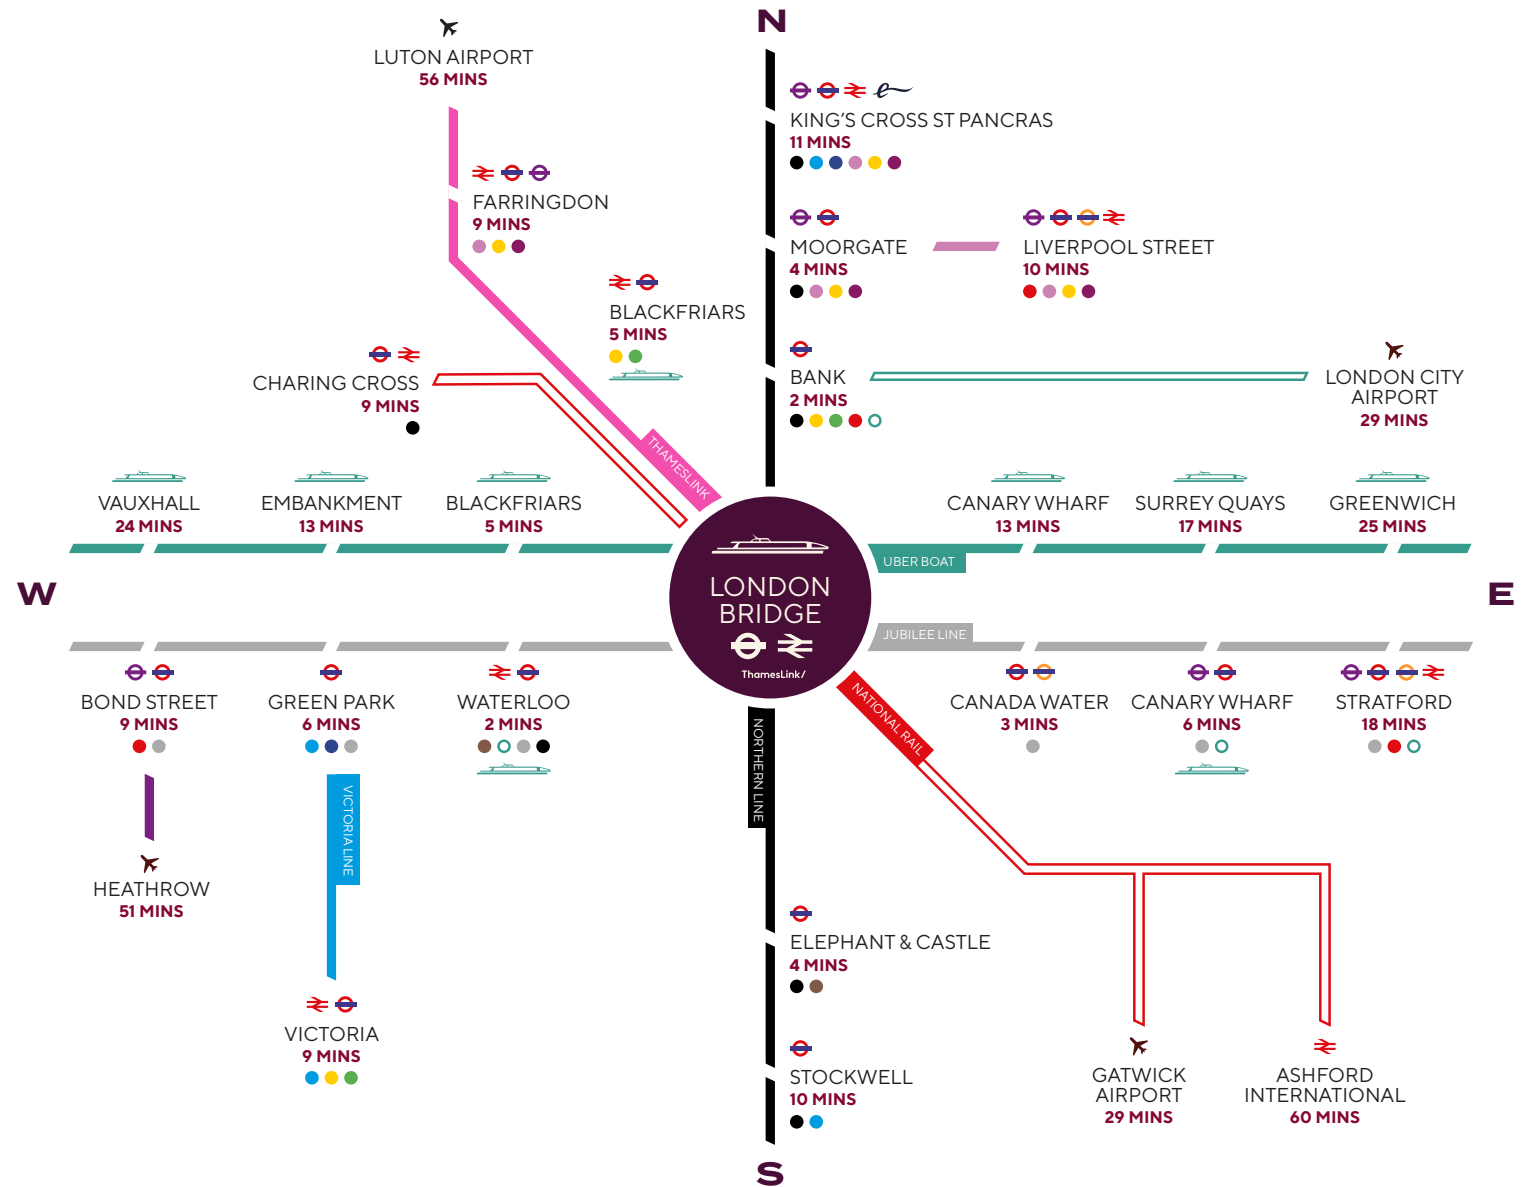 N
LUTON AIRPORT
56 MINS
KING'S CROSS ST PANCRAS
11 MINS
FARRINGDON
9 MINS
MOORGATE
4 MINS
LIVERPOOL STREET
10 MINS
BLACKFRIARS
5 MINS
CHARING CROSS
9 MINS
BANK
2 MINS
LONDON CITY
AIRPORT
29 MINS
THAMESLINK
VAUXHALL
24 MINS
EMBANKMENT
13 MINS
BLACKFRIARS
5 MINS
CANARY WHARF
13 MINS
SURREY QUAYS
17 MINS
GREENWICH
25 MINS
UBER BOAT
W
LONDON
BRIDGE
ThamesLink/
E
JUBILEE LINE
BOND STREET
9 MINS
GREEN PARK
6 MINS
WATERLOO
2 MINS
NORTHERN LINE
NATIONAL RAIL
CANADA WATER
3 MINS
CANARY WHARF
6 MINS
STRATFORD
18 MINS
VICTORIA LINE
HEATHROW
51 MINS
VICTORIA
9 MINS
ELEPHANT & CASTLE
4 MINS
STOCKWELL
10 MINS
GATWICK
AIRPORT
29 MINS
ASHFORD
INTERNATIONAL
60 MINS
S